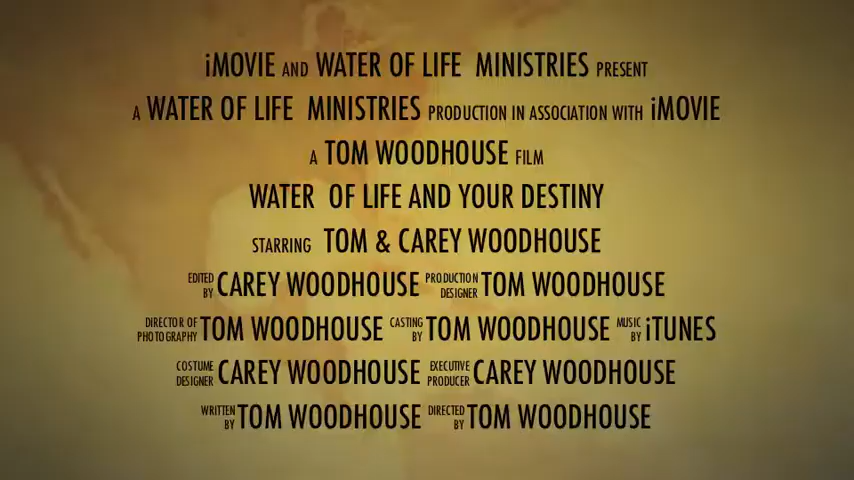 iMOVIE AND WATER OF LIFE MINISTRIES PRESENT
A WATER OF LIFE MINISTRIES PRODUCTION IN ASSOCIATION WITH iMOVIE
A TOM WOODHOUSE FILM
WATER OF LIFE AND YOUR DESTINY
STARRING TOM & CAREY WOODHOUSE
EDITED BY CAREY WOODHOUSE PRODUCTION DESIGNER TOM WOODHOUSE
DIRECTOR OF PHOTOGRAPHY TOM WOODHOUSE CASTING BY TOM WOODHOUSE MUSIC BY iTUNES
COSTUME DESIGNER CAREY WOODHOUSE EXECUTIVE PRODUCER CAREY WOODHOUSE
WRITTEN BY TOM WOODHOUSE DIRECTED BY TOM WOODHOUSE